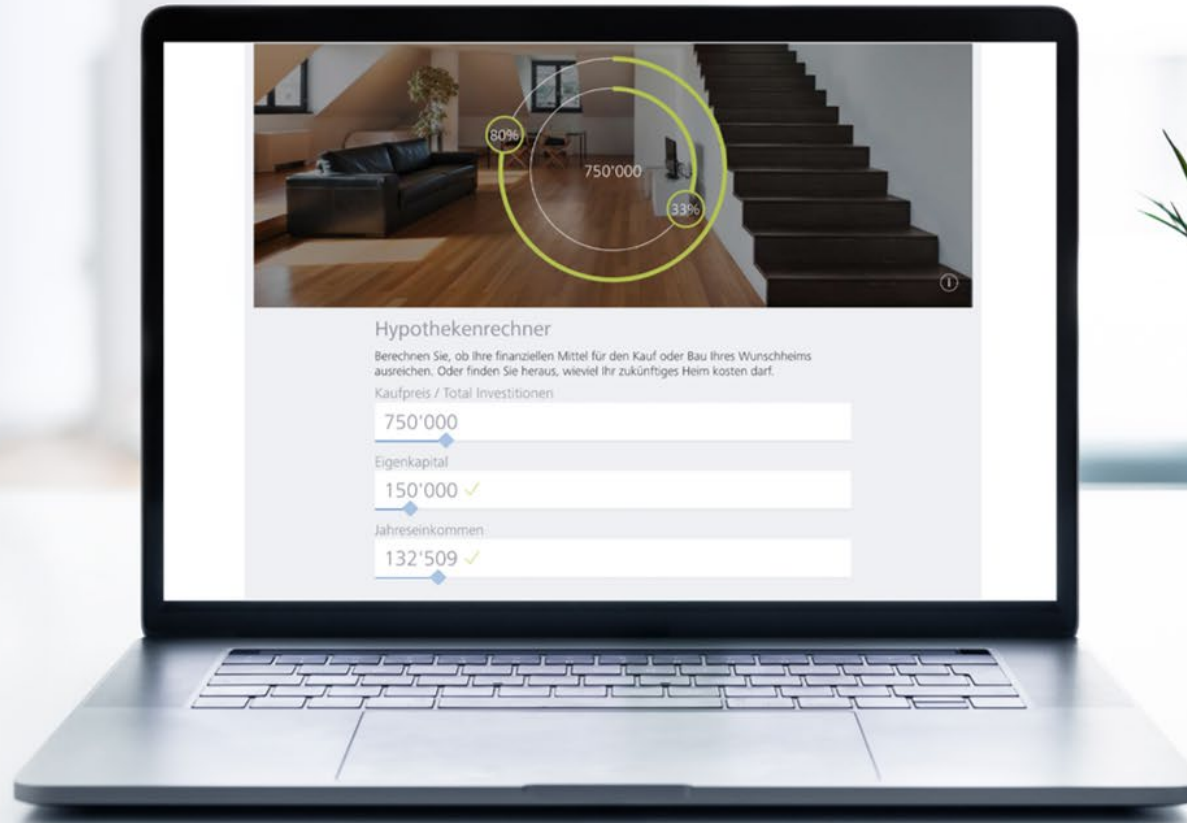 80%
750'000
33%
Hypothekenrechner
Berechnen Sie, ob Ihre finanziellen Mittel für den Kauf oder Bau Ihres Wunschheims
ausreichen. Oder finden Sie heraus, wieviel Ihr zukünftiges Heim kosten darf.
Kaufpreis / Total Investitionen
750'000
Eigenkapital
150'000
Jahreseinkommen
132'509